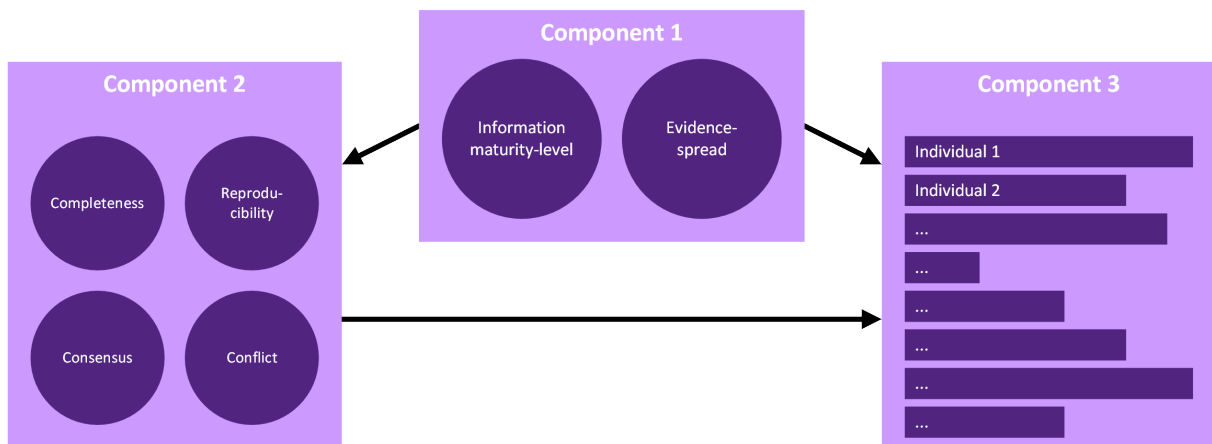 Component 1
Information
maturity-level
Evidence-
spread
Component 2
Completeness
Reprodu-
cibility
Consensus
Conflict
Component 3
Individual 1
Individual 2
...
...
...
...
...
...